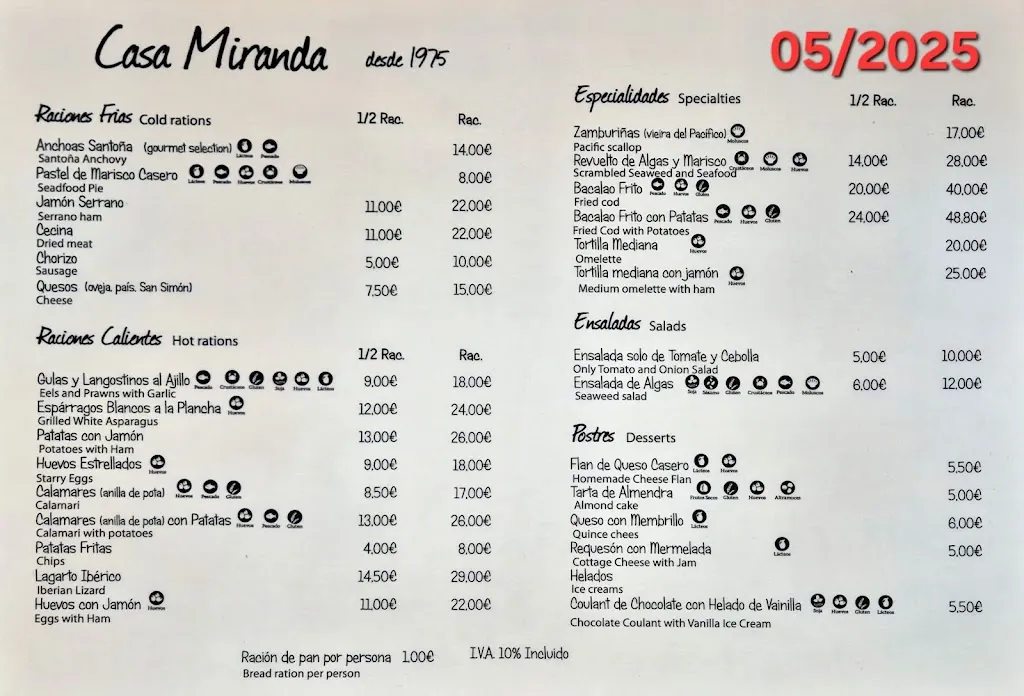 Casa Miranda desde 1975
05/2025
Raciones Frias Cold rations 1/2 Rac. Rac.
Anchoas Santoña (gourmet selection) Lácteos Pescado 14.00€
Santoña Anchovy
Pastel de Marisco Casero Lácteos Pescado Huevos Crustáceos Moluscos 8.00€
Seadfood Pie
Jamón Serrano 11.00€ 22.00€
Serrano ham
Cecina 11.00€ 22.00€
Dried meat
Chorizo 5.00€ 10.00€
Sausage
Quesos (oveja, país, San Simón) 7.50€ 15.00€
Cheese
Raciones Calientes Hot rations
1/2 Rac. Rac.
Gulas y Langostinos al Ajillo Pescado Crustáceos Gluten Soja Huevos Lácteos 9.00€ 18.00€
Eels and Prawns with Garlic
Espárragos Blancos a la Plancha Huevos 12.00€ 24.00€
Grilled White Asparagus
Patatas con Jamón 13.00€ 26.00€
Potatoes with Ham
Huevos Estrellados Huevos 9.00€ 18.00€
Starry Eggs
Calamares (anilla de pota) Huevos Pescado Gluten 8.50€ 17.00€
Calamari
Calamares (anilla de pota) con Patatas Huevos Pescado Gluten 13.00€ 26.00€
Calamari with potatoes
Patatas Fritas 4.00€ 8.00€
Chips
Lagarto Ibérico 14.50€ 29.00€
Iberian Lizard
Huevos con Jamón Huevos 11.00€ 22.00€
Eggs with Ham
Especialidades Specialties 1/2 Rac. Rac.
Zamburiñas (vieira del Pacífico) Moluscos 17.00€
Pacific scallop
Revuelto de Algas y Marisco Crustáceos Moluscos Huevos 14.00€ 28.00€
Scrambled Seaweed and Seafood
Bacalao Frito Pescado Huevos Gluten 20.00€ 40.00€
Fried cod
Bacalao Frito con Patatas Pescado Huevos Gluten 24.00€ 48.80€
Fried Cod with Potatoes
Tortilla Mediana Huevos 20.00€
Omelette
Tortilla mediana con jamón Huevos 25.00€
Medium omelette with ham
Ensaladas Salads
Ensalada solo de Tomate y Cebolla 5.00€ 10.00€
Only Tomato and Onion Salad
Ensalada de Algas Soja Sésamo Gluten Crustáceos Pescado Moluscos 6.00€ 12.00€
Seaweed salad
Postres Desserts
Flan de Queso Casero Lácteos Huevos 5.50€
Homemade Cheese Flan
Tarta de Almendra Frutos Secos Gluten Huevos Altramuces 5.00€
Almond cake
Queso con Membrillo Lácteos 6.00€
Quince chees
Requesón con Mermelada Lácteos 5.00€
Cottage Cheese with Jam
Helados
Ice creams
Coulant de Chocolate con Helado de Vainilla Soja Huevos Gluten Lácteos 5.50€
Chocolate Coulant with Vanilla Ice Cream
Ración de pan por persona 1.00€ I.V.A. 10% Incluido
Bread ration per person